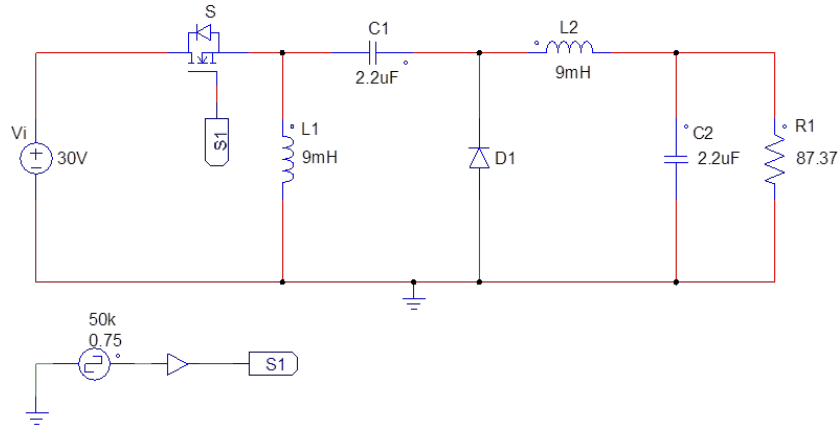 S
C1
L2
2.2uF
9mH
Vi
30V
S1
L1
9mH
D1
C2
2.2uF
R1
87.37
50k
0.75
S1